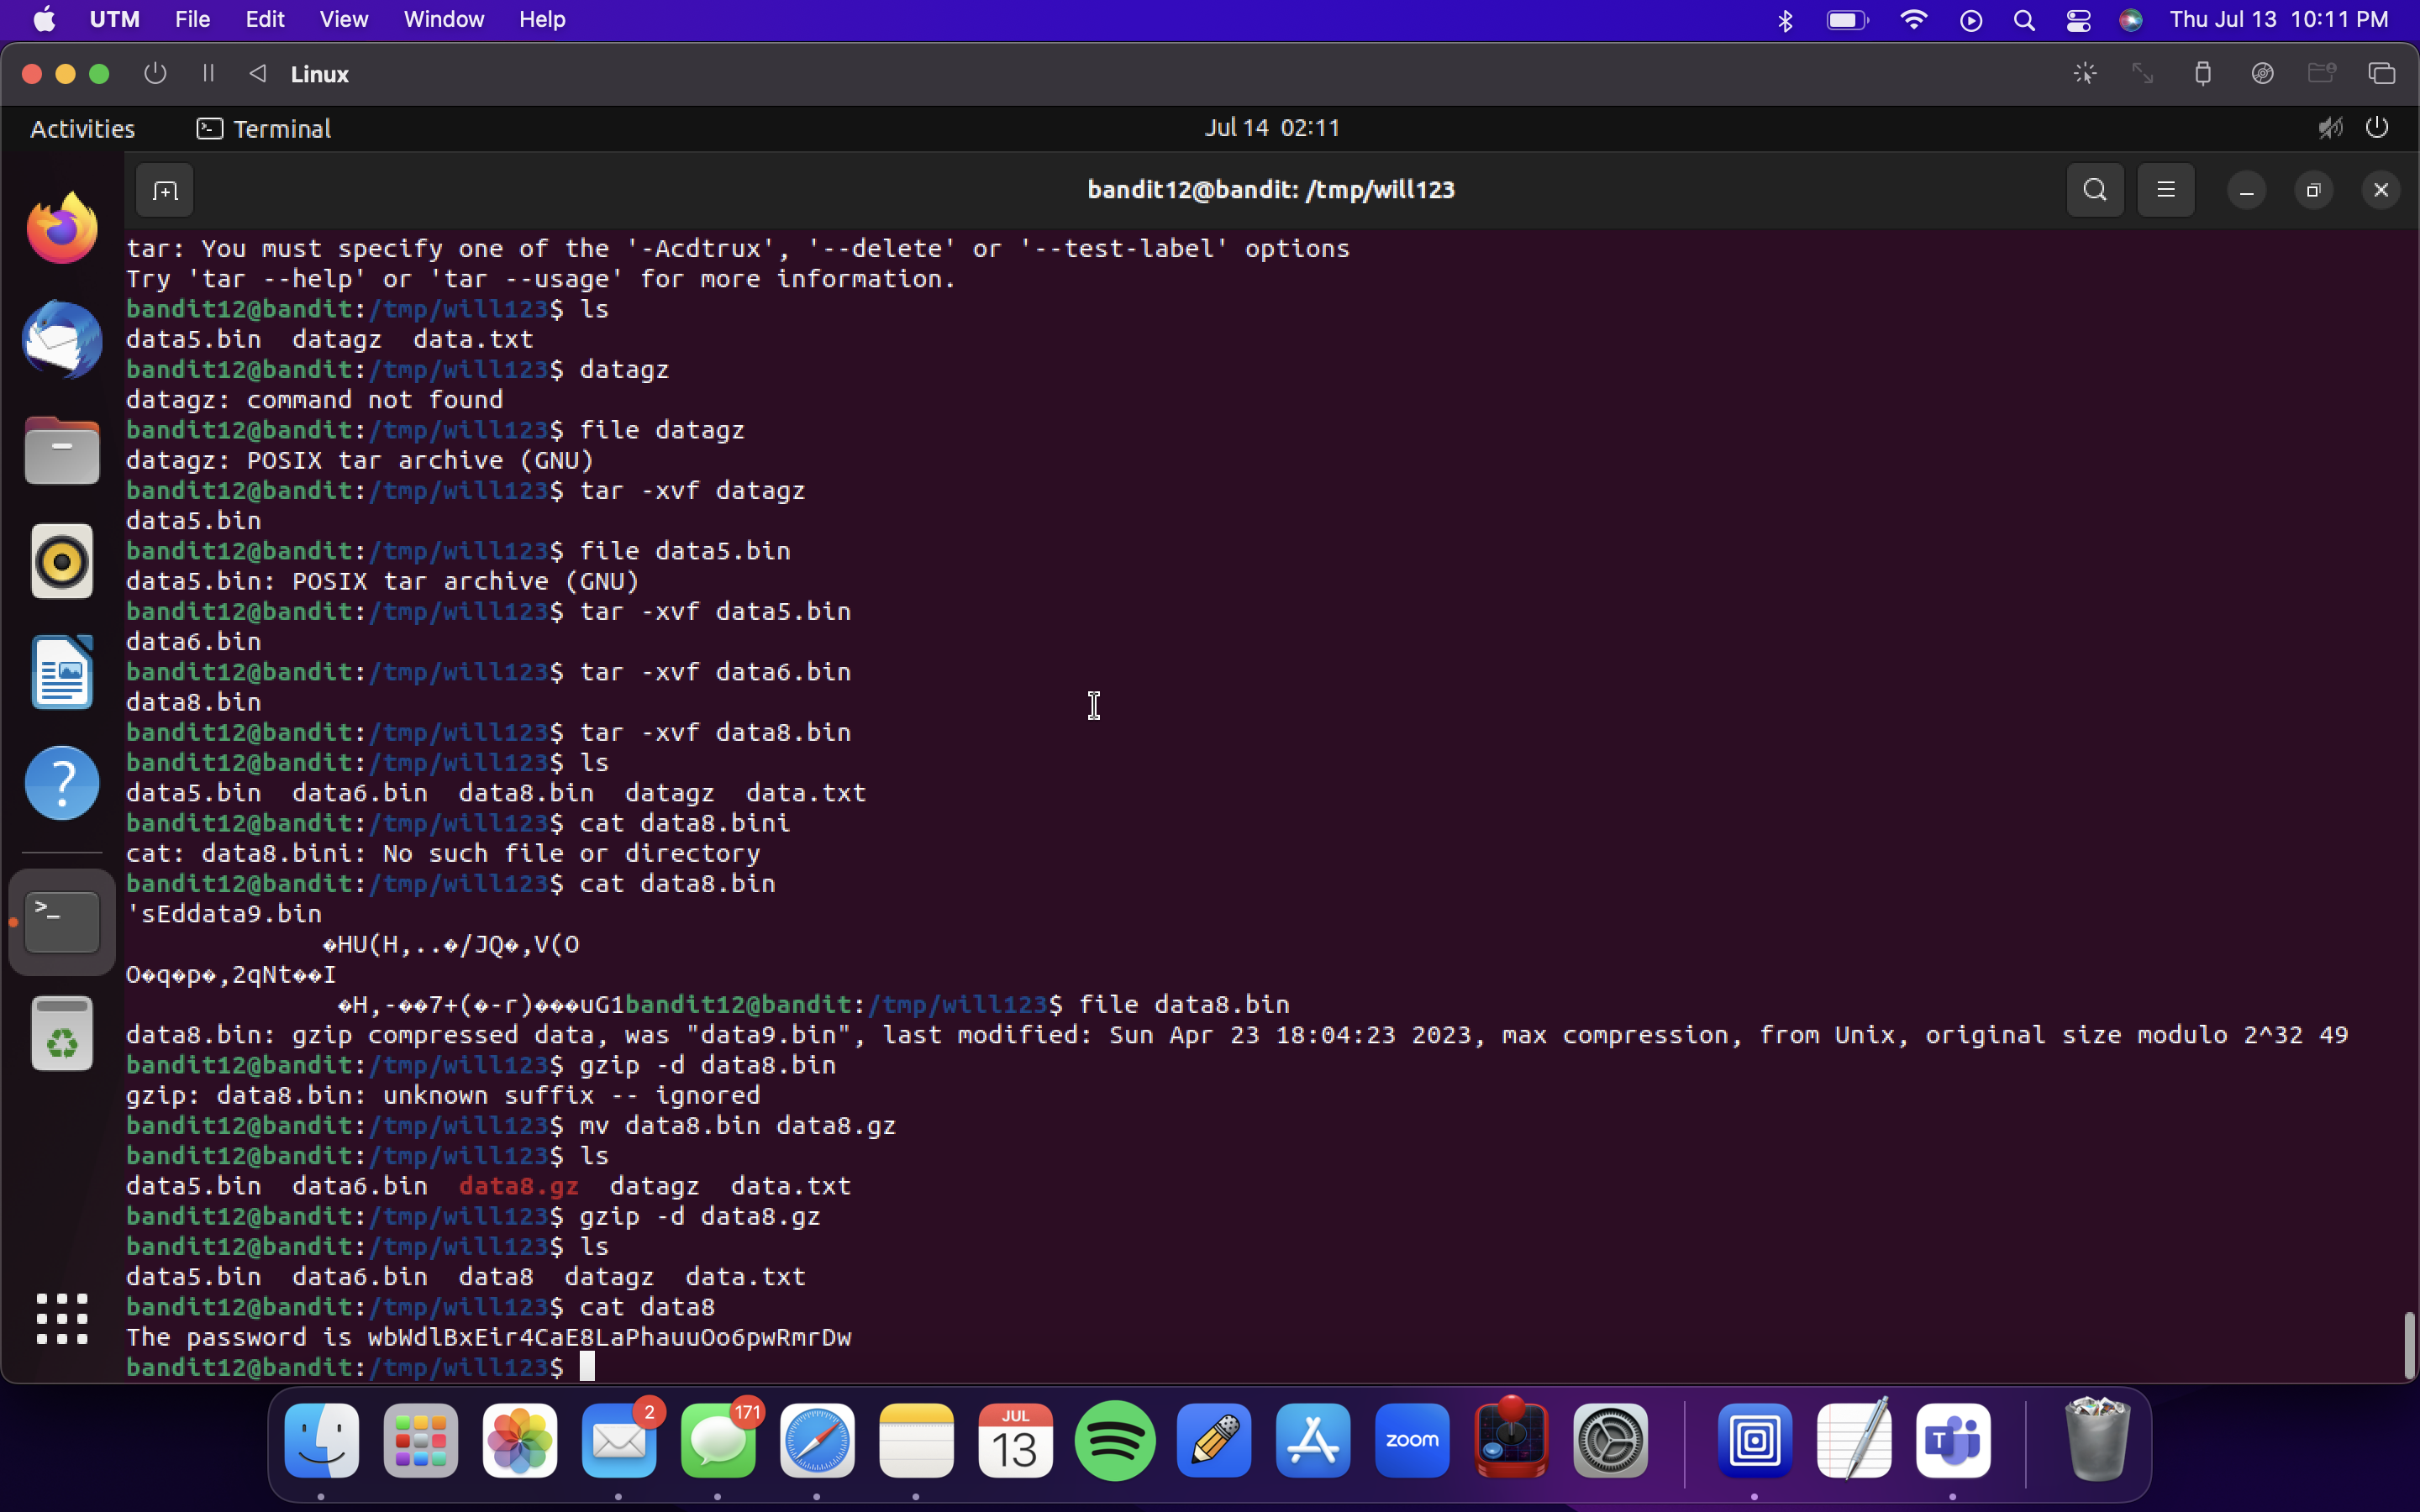 UTM File Edit View Window Help Thu Jul 13 10:11 PM
Linux
Activities Terminal Jul 14 02:11
bandit12@bandit: /tmp/will123
tar: You must specify one of the '-Acdtrux', '--delete' or '--test-label' options
Try 'tar --help' or 'tar --usage' for more information.
bandit12@bandit:/tmp/will123$ ls
data5.bin  datagz  data.txt
bandit12@bandit:/tmp/will123$ datagz
datagz: command not found
bandit12@bandit:/tmp/will123$ file datagz
datagz: POSIX tar archive (GNU)
bandit12@bandit:/tmp/will123$ tar -xvf datagz
data5.bin
bandit12@bandit:/tmp/will123$ file data5.bin
data5.bin: POSIX tar archive (GNU)
bandit12@bandit:/tmp/will123$ tar -xvf data5.bin
data6.bin
bandit12@bandit:/tmp/will123$ tar -xvf data6.bin
data8.bin
bandit12@bandit:/tmp/will123$ tar -xvf data8.bin
bandit12@bandit:/tmp/will123$ ls
data5.bin  data6.bin  data8.bin  datagz  data.txt
bandit12@bandit:/tmp/will123$ cat data8.bini
cat: data8.bini: No such file or directory
bandit12@bandit:/tmp/will123$ cat data8.bin
'sEddata9.bin
�HU(H,..�/JQ�,V(O
O�q�p�,2qNt��I
�H,-��7+(�-r)���uG1bandit12@bandit:/tmp/will123$ file data8.bin
data8.bin: gzip compressed data, was "data9.bin", last modified: Sun Apr 23 18:04:23 2023, max compression, from Unix, original size modulo 2^32 49
bandit12@bandit:/tmp/will123$ gzip -d data8.bin
gzip: data8.bin: unknown suffix -- ignored
bandit12@bandit:/tmp/will123$ mv data8.bin data8.gz
bandit12@bandit:/tmp/will123$ ls
data5.bin  data6.bin  data8.gz  datagz  data.txt
bandit12@bandit:/tmp/will123$ gzip -d data8.gz
bandit12@bandit:/tmp/will123$ ls
data5.bin  data6.bin  data8  datagz  data.txt
bandit12@bandit:/tmp/will123$ cat data8
The password is wbWdlBxEir4CaE8LaPhauuOo6pwRmrDw
bandit12@bandit:/tmp/will123$
2 171 JUL
13 zoom T